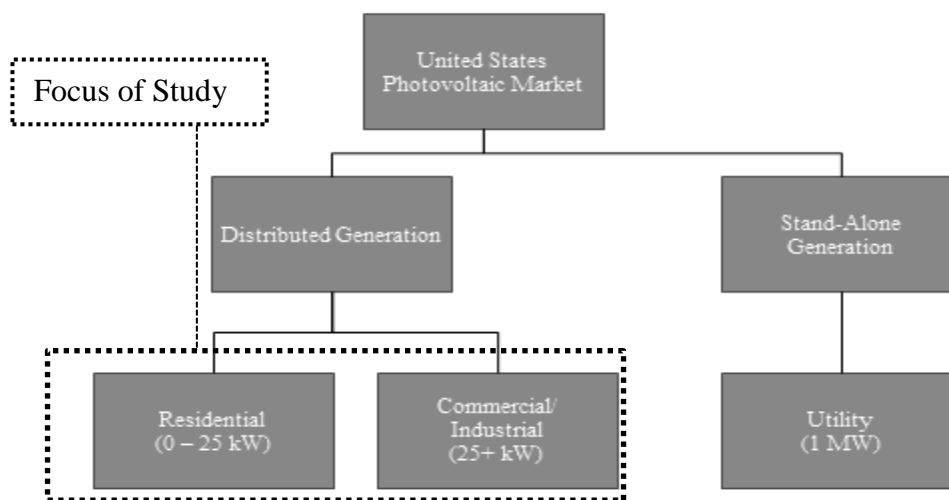 United States
Photovoltaic Market
Focus of Study
Distributed Generation
Stand-Alone
Generation
Residential
(0 – 25 kW)
Commercial/
Industrial
(25+ kW)
Utility
(1 MW)